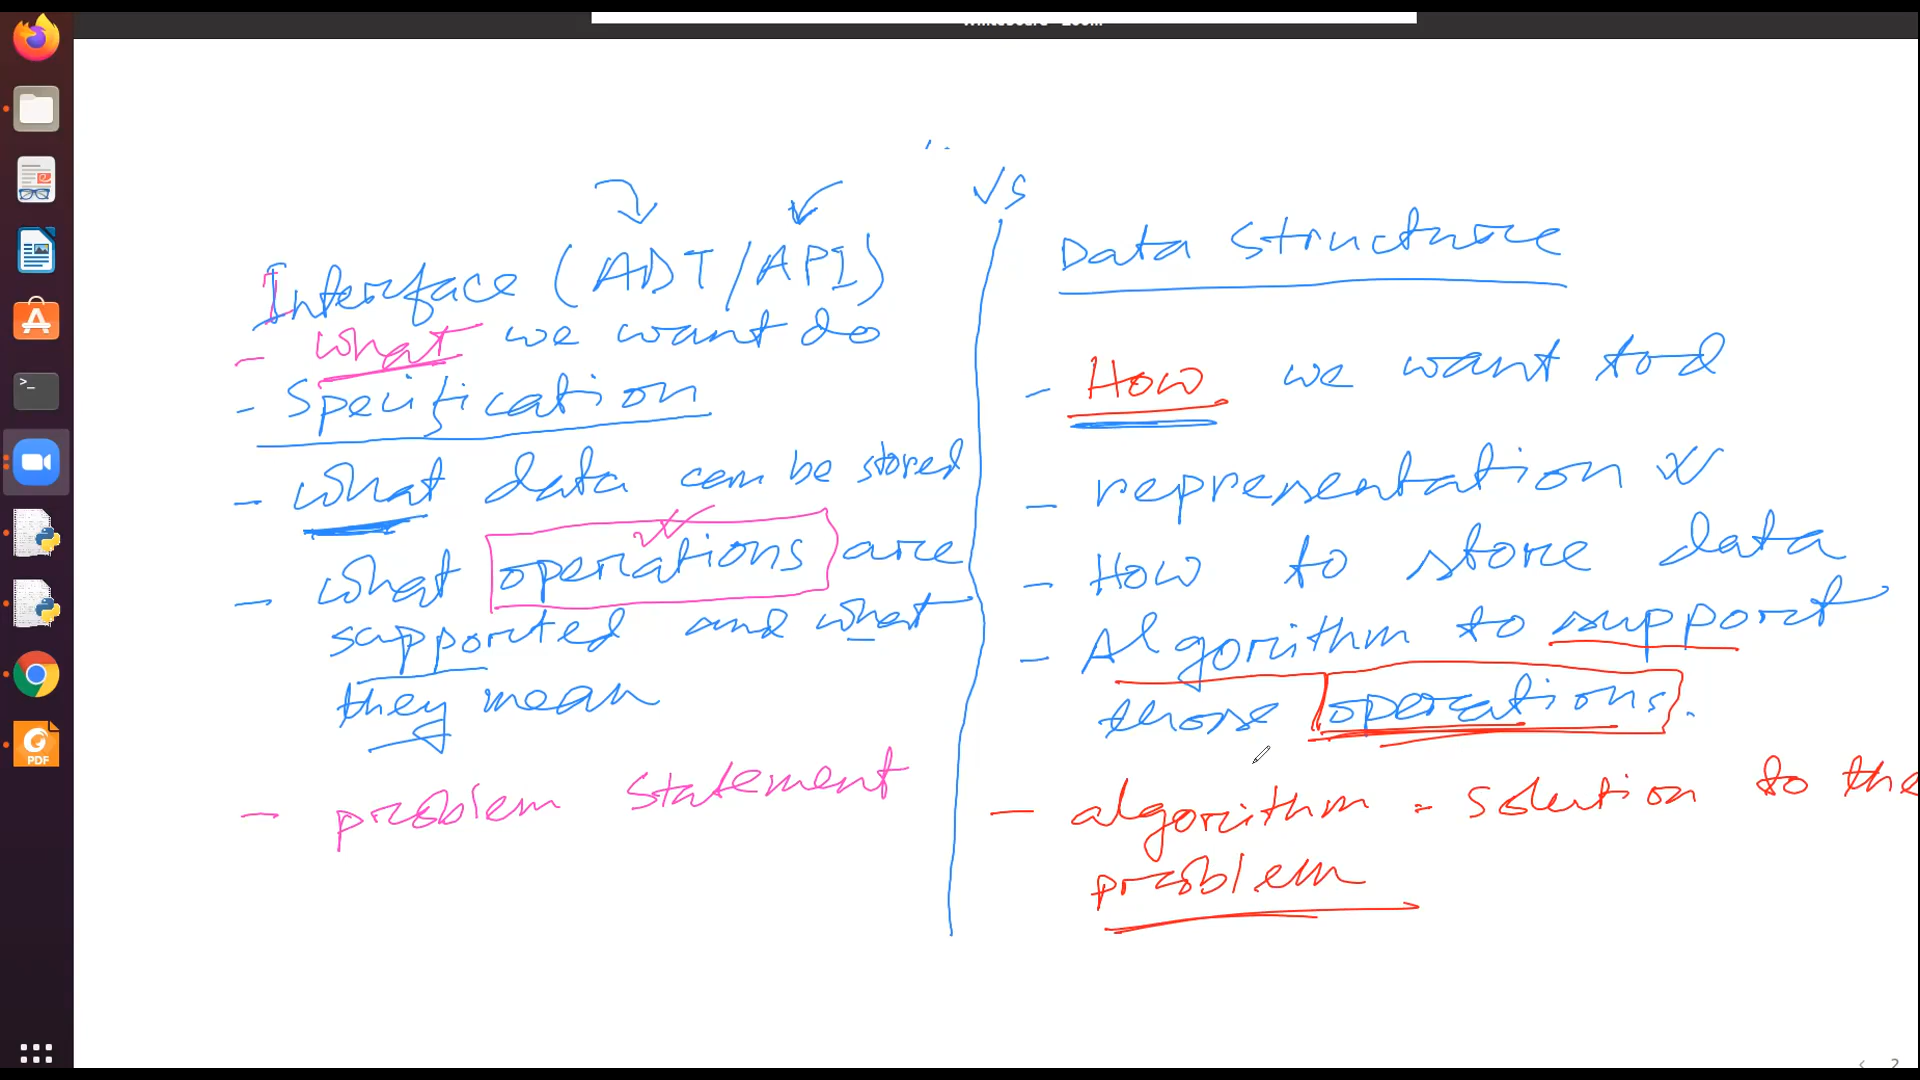 vs
Interface (ADT/API)
- What we want do
- Specification
- What data can be stored
- What operations are
supported and what
they mean
- problem statement
Data Structure
- How we want to d
- representation
- How to store data
- Algorithm to support
those operations.
- algorithm = solution to the
problem
>_
PDF
2